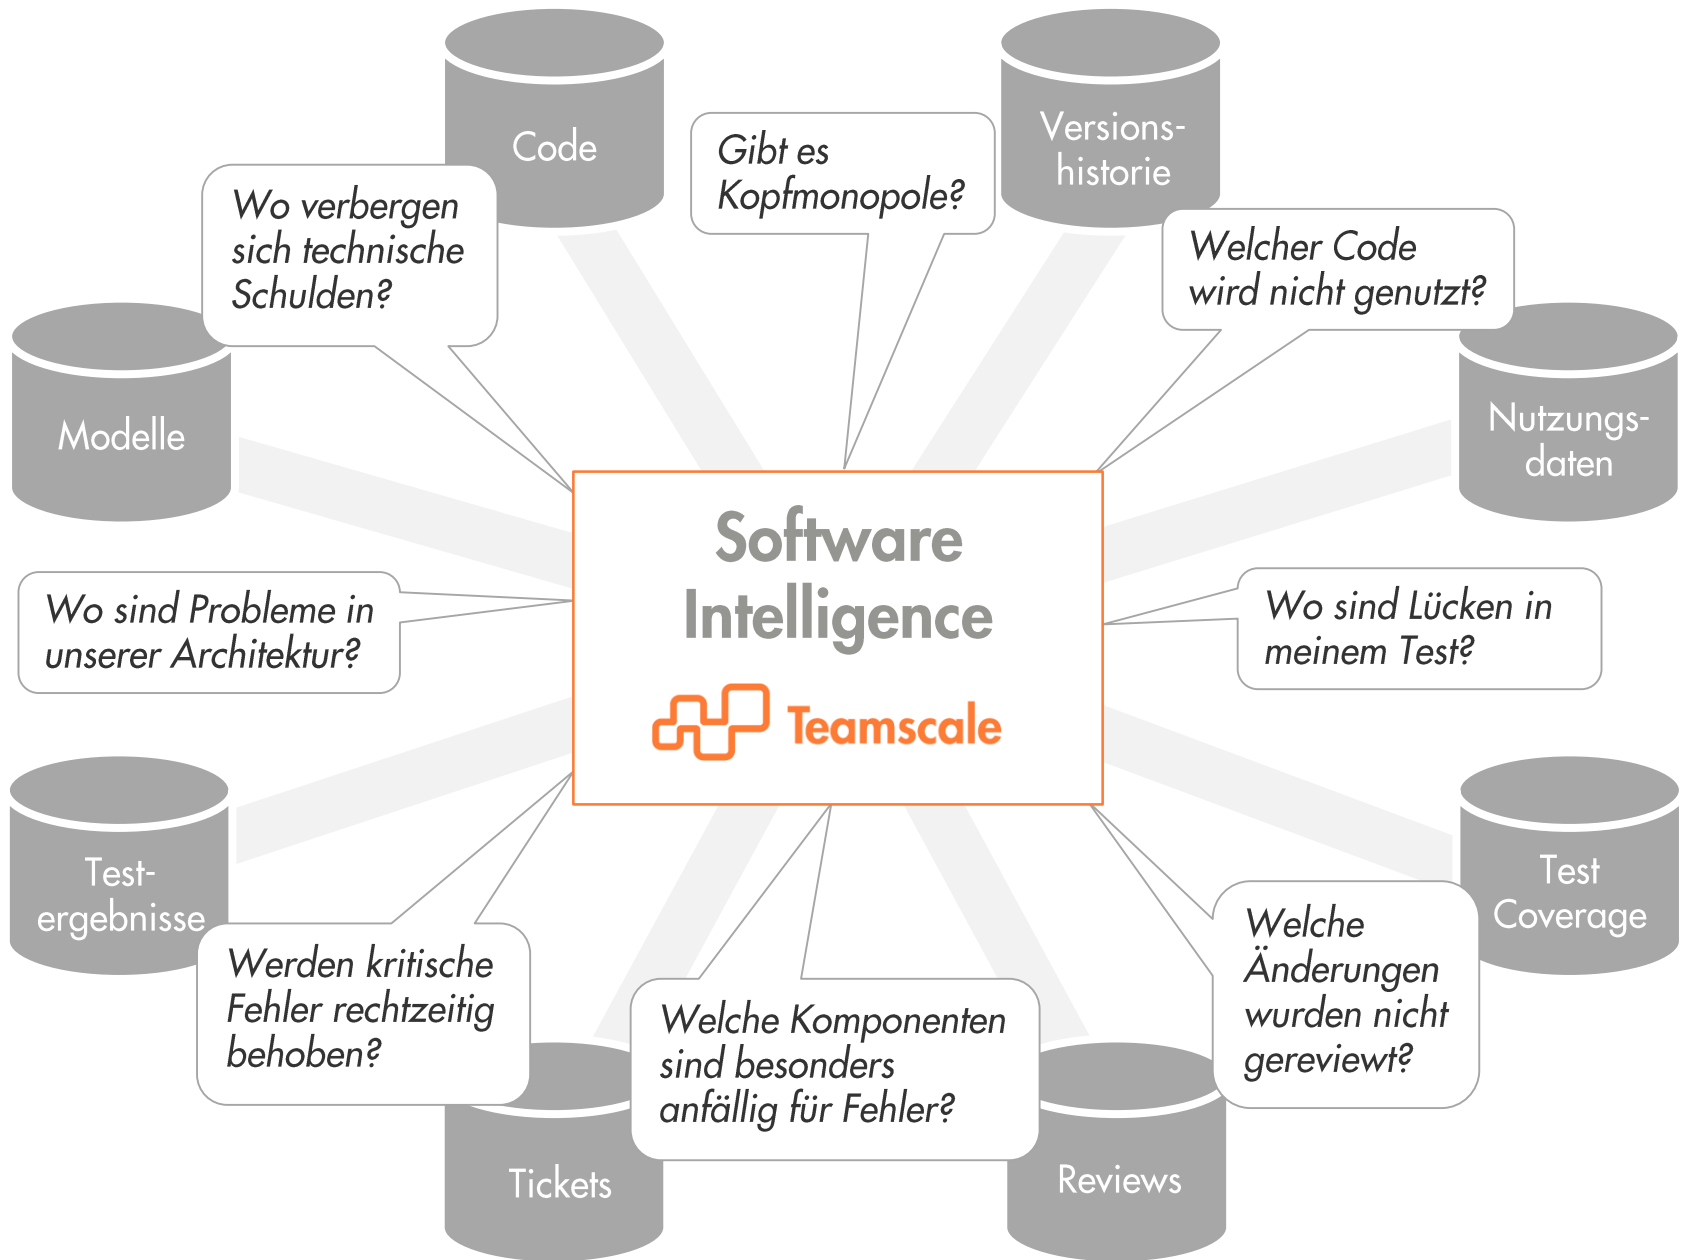 Code
Versions-
historie
Gibt es
Kopfmonopole?
Wo verbergen
sich technische
Schulden?
Welcher Code
wird nicht genutzt?
Modelle
Nutzungs-
daten
Software
Intelligence
Teamscale
Wo sind Probleme in
unserer Architektur?
Wo sind Lücken in
meinem Test?
Test-
ergebnisse
Test
Coverage
Werden kritische
Fehler rechtzeitig
behoben?
Welche Komponenten
sind besonders
anfällig für Fehler?
Welche
Änderungen
wurden nicht
gereviewt?
Tickets
Reviews